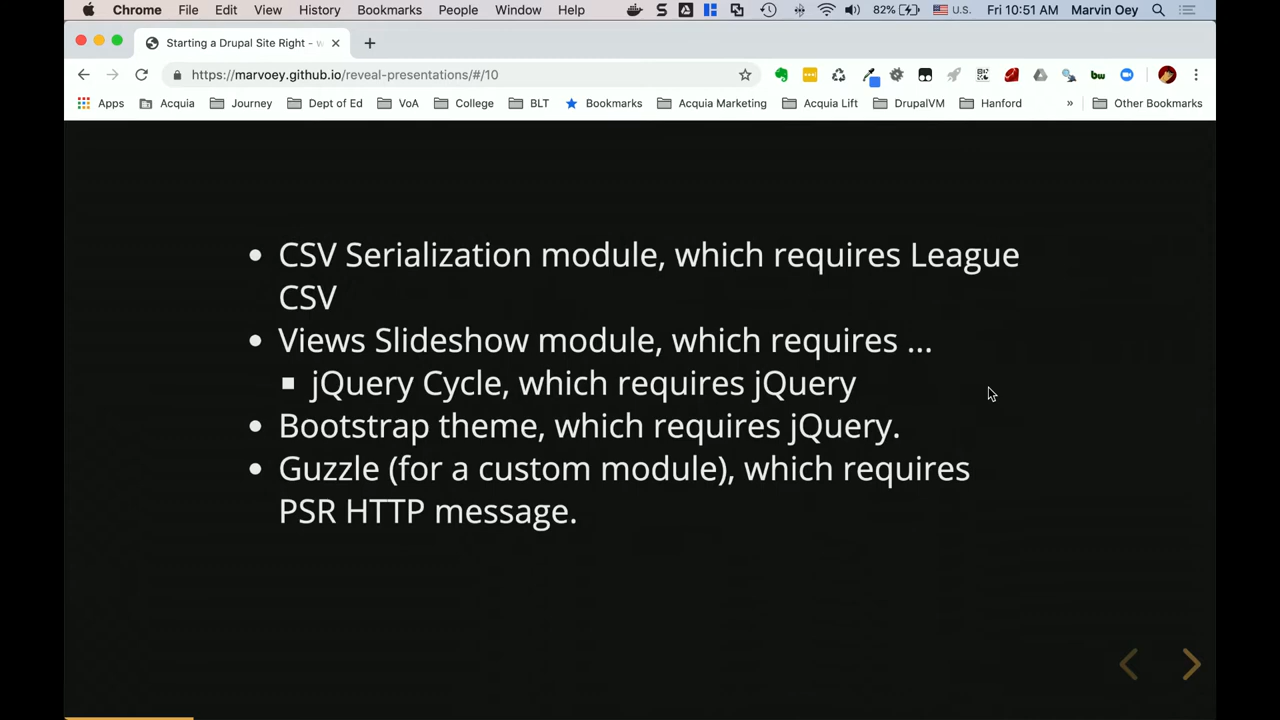 Chrome File Edit View History Bookmarks People Window Help 82% U.S. Fri 10:51 AM Marvin Oey
Starting a Drupal Site Right - w
https://marvoey.github.io/reveal-presentations/#/10
Apps Acquia Journey Dept of Ed VoA College BLT Bookmarks Acquia Marketing Acquia Lift DrupalVM Hanford » Other Bookmarks
• CSV Serialization module, which requires League
CSV
• Views Slideshow module, which requires ...
▪ jQuery Cycle, which requires jQuery
• Bootstrap theme, which requires jQuery.
• Guzzle (for a custom module), which requires
PSR HTTP message.